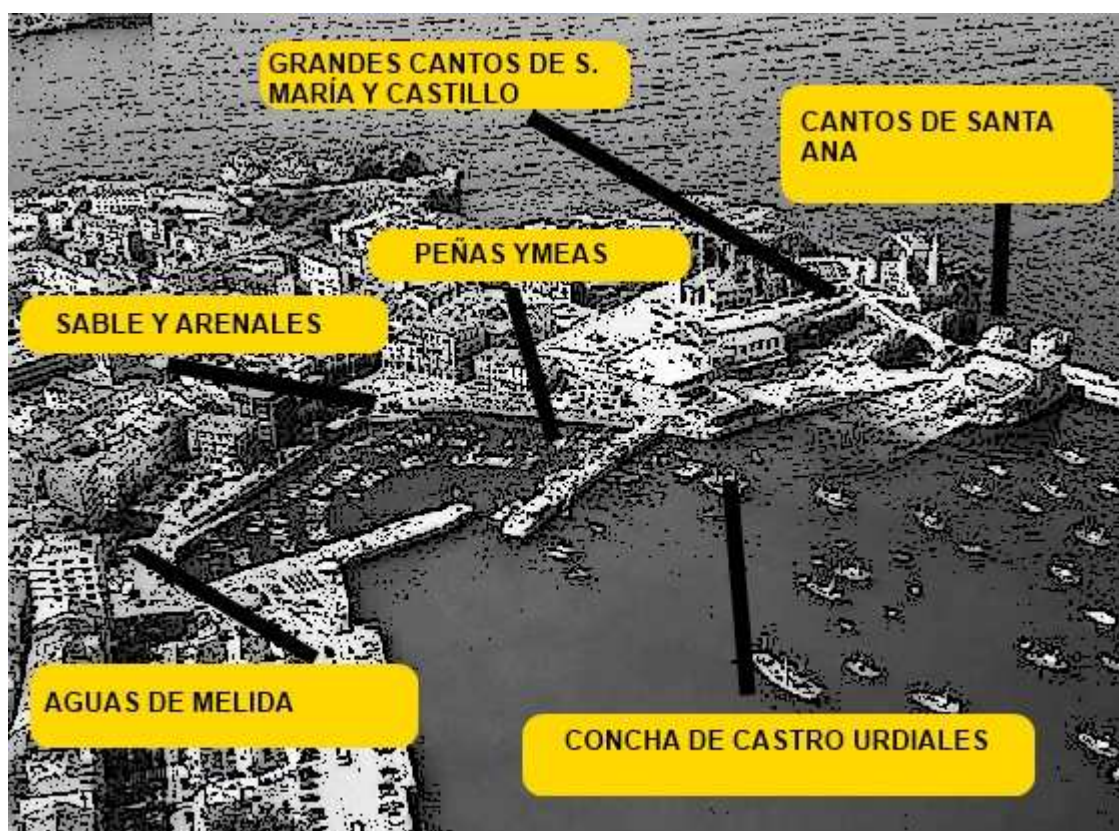 GRANDES CANTOS DE S.
MARÍA Y CASTILLO
CANTOS DE SANTA
ANA
PEÑAS YMEAS
SABLE Y ARENALES
AGUAS DE MELIDA
CONCHA DE CASTRO URDIALES